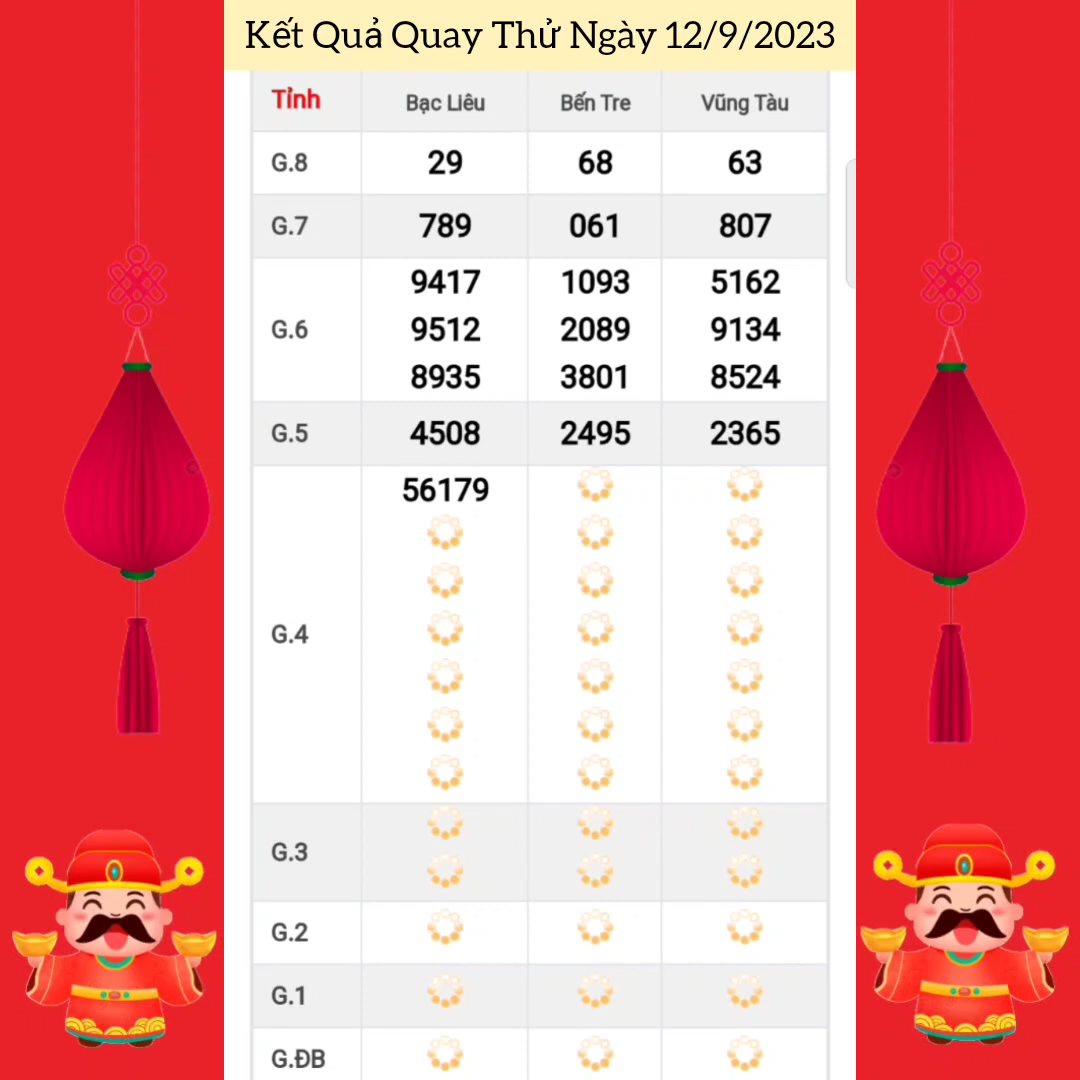 Kết Quả Quay Thử Ngày 12/9/2023
Tỉnh Bạc Liêu Bến Tre Vũng Tàu
G.8 29 68 63
G.7 789 061 807
9417 1093 5162
G.6 9512 2089 9134
8935 3801 8524
G.5 4508 2495 2365
56179
G.4
G.3
G.2
G.1
G.ĐB